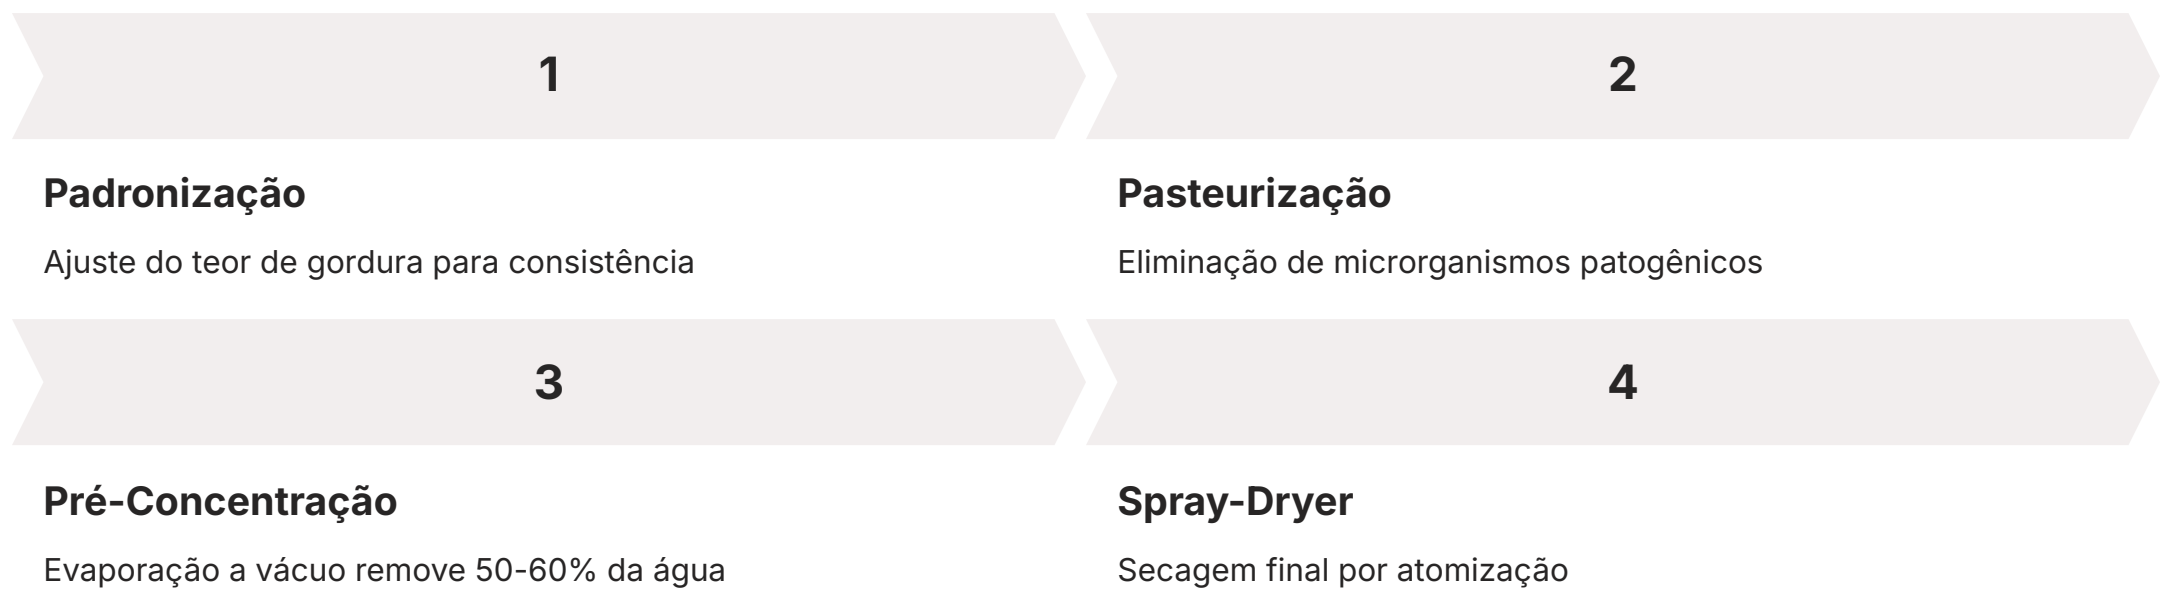 1
Padronização
Ajuste do teor de gordura para consistência
2
Pasteurização
Eliminação de microrganismos patogênicos
3
Pré-Concentração
Evaporação a vácuo remove 50-60% da água
4
Spray-Dryer
Secagem final por atomização